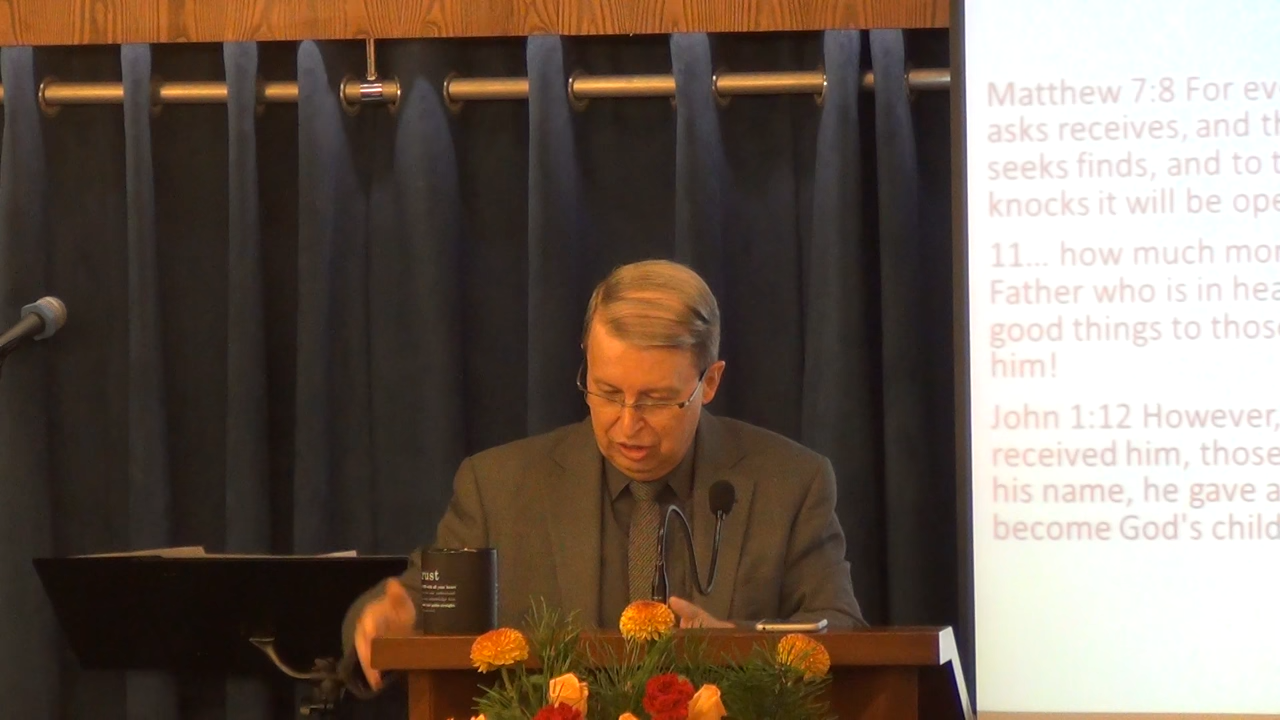 rust
Matthew 7:8 For ev
asks receives, and th
seeks finds, and to t
knocks it will be ope
11... how much mor
Father who is in hea
good things to those
him!
John 1:12 However,
received him, those
his name, he gave a
become God's child